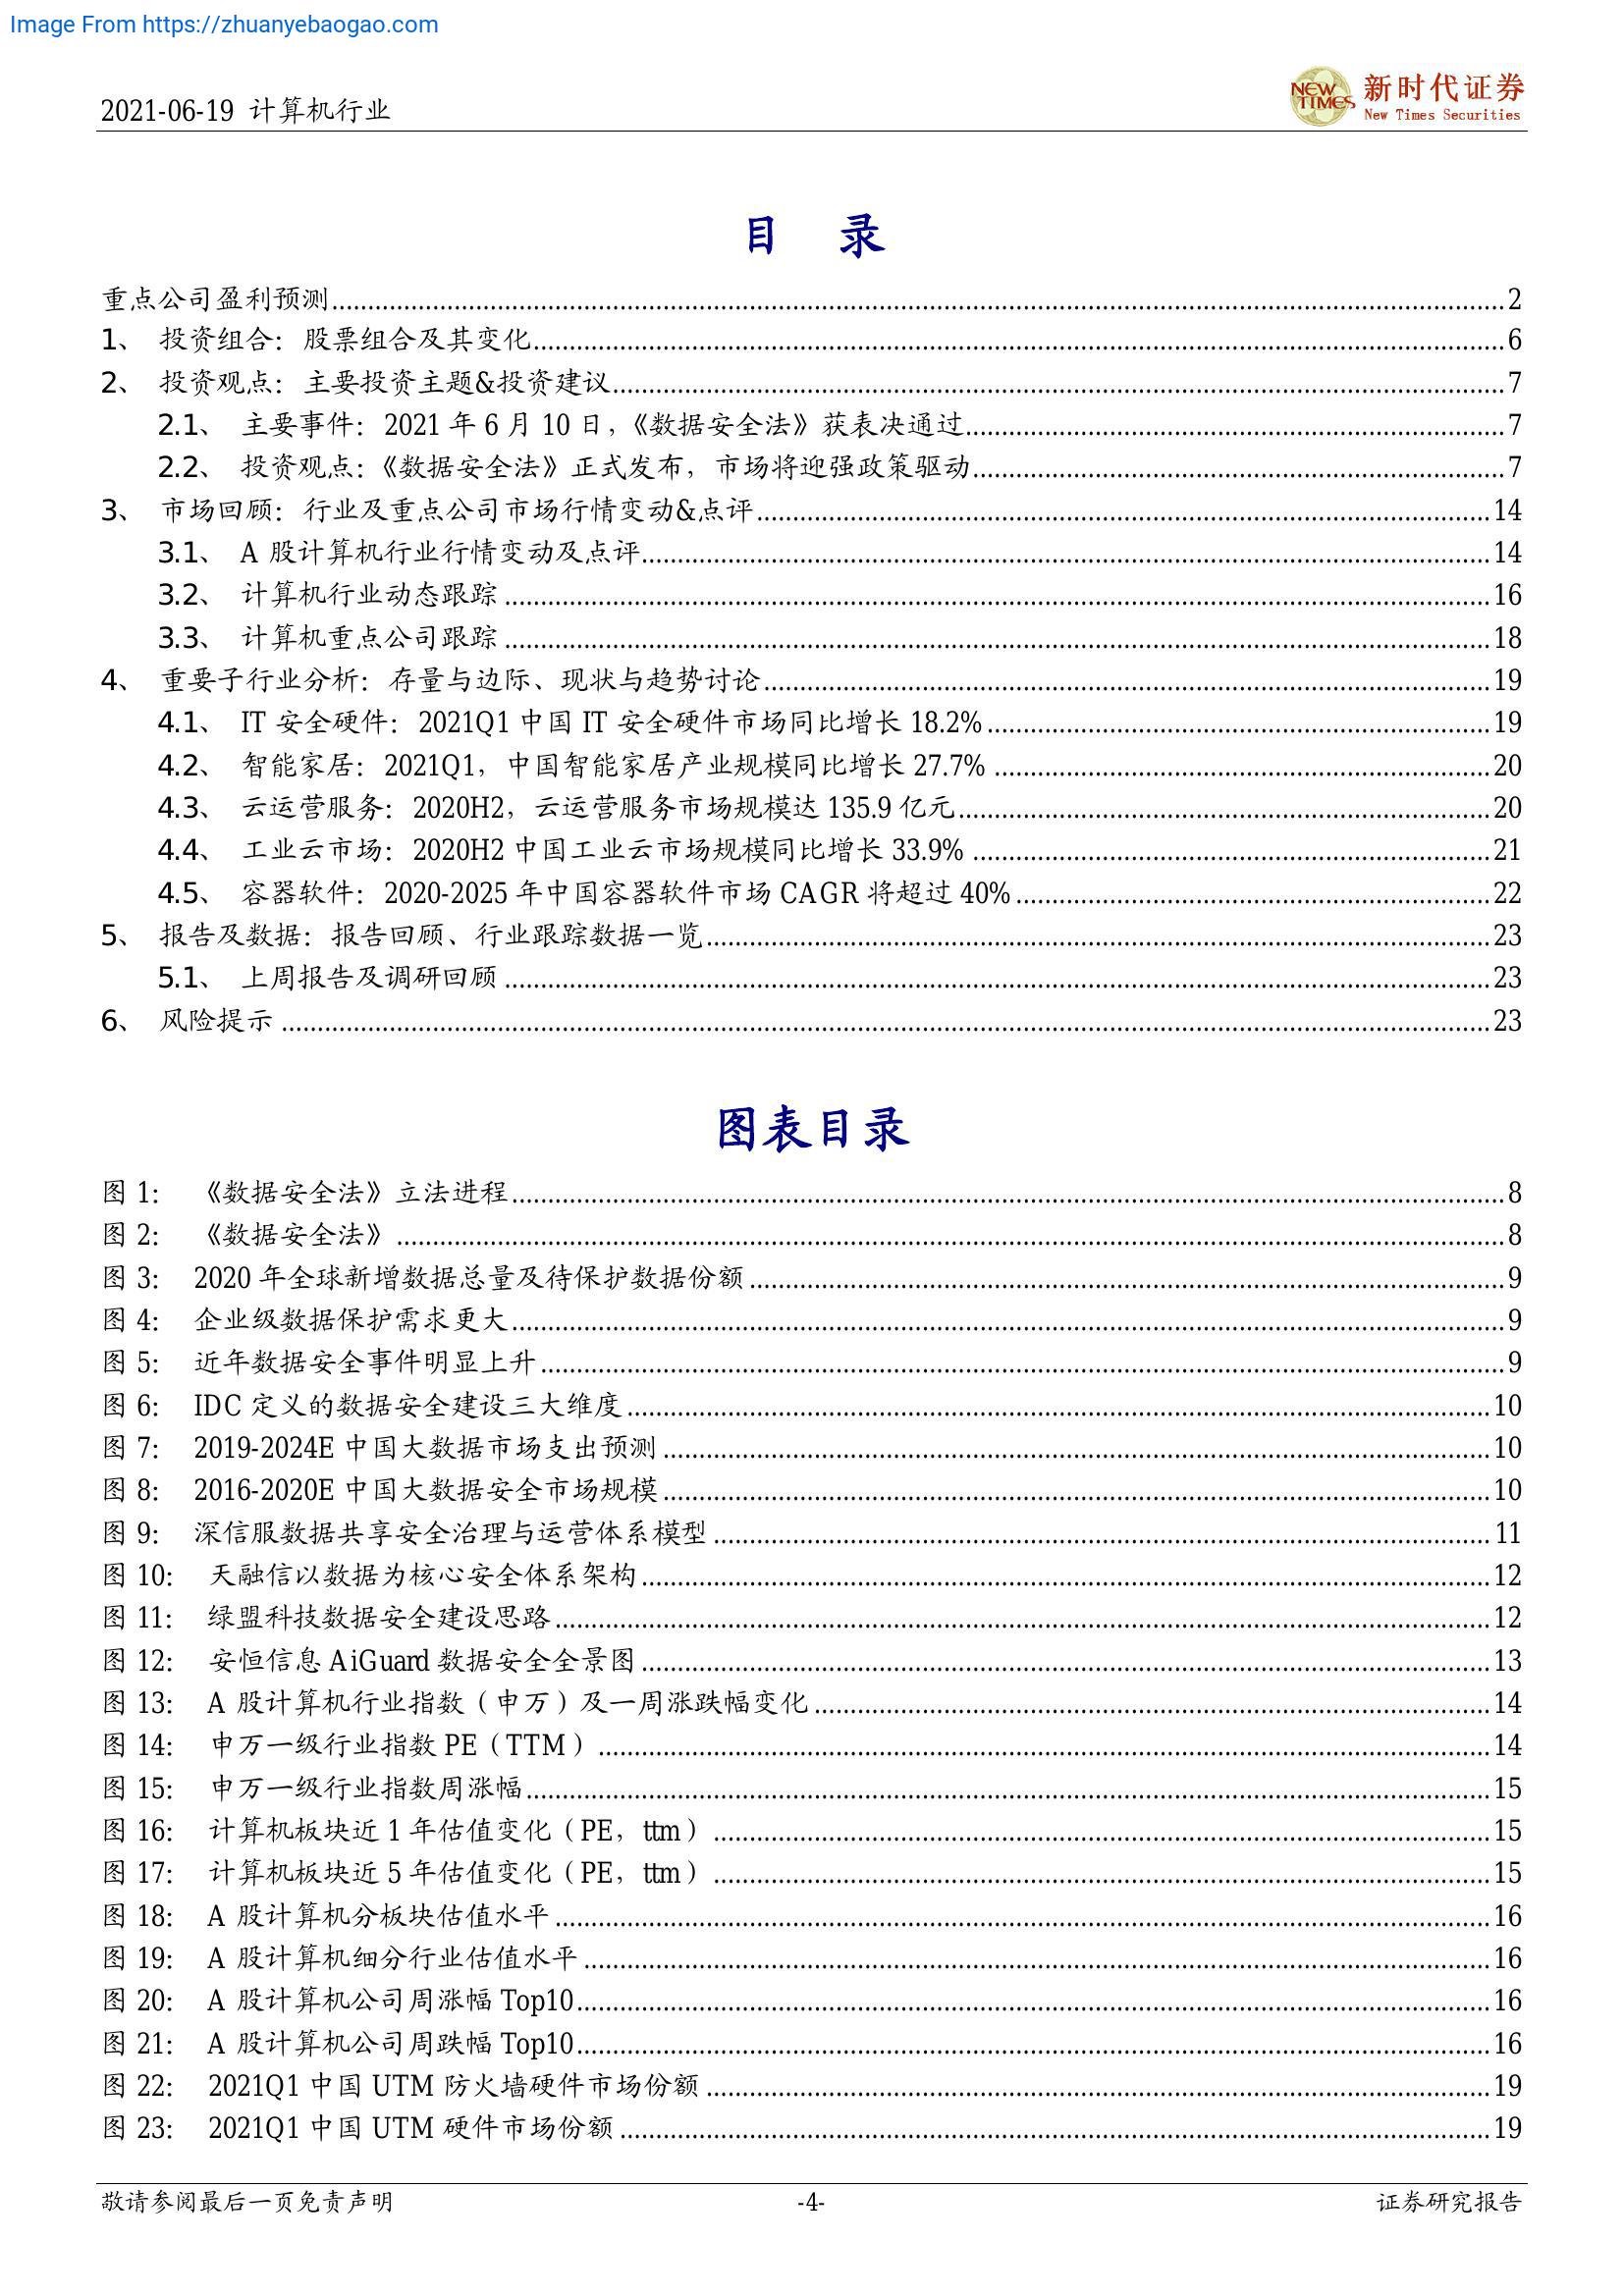 Image From https://zhuanyebaogao.com
2021-06-19 计算机行业
NEW TIMES
新时代证券
New Times Securities
目 录
重点公司盈利预测 2
1、 投资组合：股票组合及其变化 6
2、 投资观点：主要投资主题&投资建议 7
2.1、 主要事件：2021 年 6 月 10 日，《数据安全法》获表决通过 7
2.2、 投资观点：《数据安全法》正式发布，市场将迎强政策驱动 7
3、 市场回顾：行业及重点公司市场行情变动&点评 14
3.1、 A 股计算机行业行情变动及点评 14
3.2、 计算机行业动态跟踪 16
3.3、 计算机重点公司跟踪 18
4、 重要子行业分析：存量与边际、现状与趋势讨论 19
4.1、 IT 安全硬件：2021Q1 中国 IT 安全硬件市场同比增长 18.2% 19
4.2、 智能家居：2021Q1，中国智能家居产业规模同比增长 27.7% 20
4.3、 云运营服务：2020H2，云运营服务市场规模达 135.9 亿元 20
4.4、 工业云市场：2020H2 中国工业云市场规模同比增长 33.9% 21
4.5、 容器软件：2020-2025 年中国容器软件市场 CAGR 将超过 40% 22
5、 报告及数据：报告回顾、行业跟踪数据一览 23
5.1、 上周报告及调研回顾 23
6、 风险提示 23
图表目录
图 1： 《数据安全法》立法进程 8
图 2： 《数据安全法》 8
图 3： 2020 年全球新增数据总量及待保护数据份额 9
图 4： 企业级数据保护需求更大 9
图 5： 近年数据安全事件明显上升 9
图 6： IDC 定义的数据安全建设三大维度 10
图 7： 2019-2024E 中国大数据市场支出预测 10
图 8： 2016-2020E 中国大数据安全市场规模 10
图 9： 深信服数据共享安全治理与运营体系模型 11
图 10： 天融信以数据为核心安全体系架构 12
图 11： 绿盟科技数据安全建设思路 12
图 12： 安恒信息 AiGuard 数据安全全景图 13
图 13： A 股计算机行业指数（申万）及一周涨跌幅变化 14
图 14： 申万一级行业指数 PE（TTM） 14
图 15： 申万一级行业指数周涨幅 15
图 16： 计算机板块近 1 年估值变化（PE，ttm） 15
图 17： 计算机板块近 5 年估值变化（PE，ttm） 15
图 18： A 股计算机分板块估值水平 16
图 19： A 股计算机细分行业估值水平 16
图 20： A 股计算机公司周涨幅 Top10 16
图 21： A 股计算机公司周跌幅 Top10 16
图 22： 2021Q1 中国 UTM 防火墙硬件市场份额 19
图 23： 2021Q1 中国 UTM 硬件市场份额 19
敬请参阅最后一页免责声明 -4- 证券研究报告